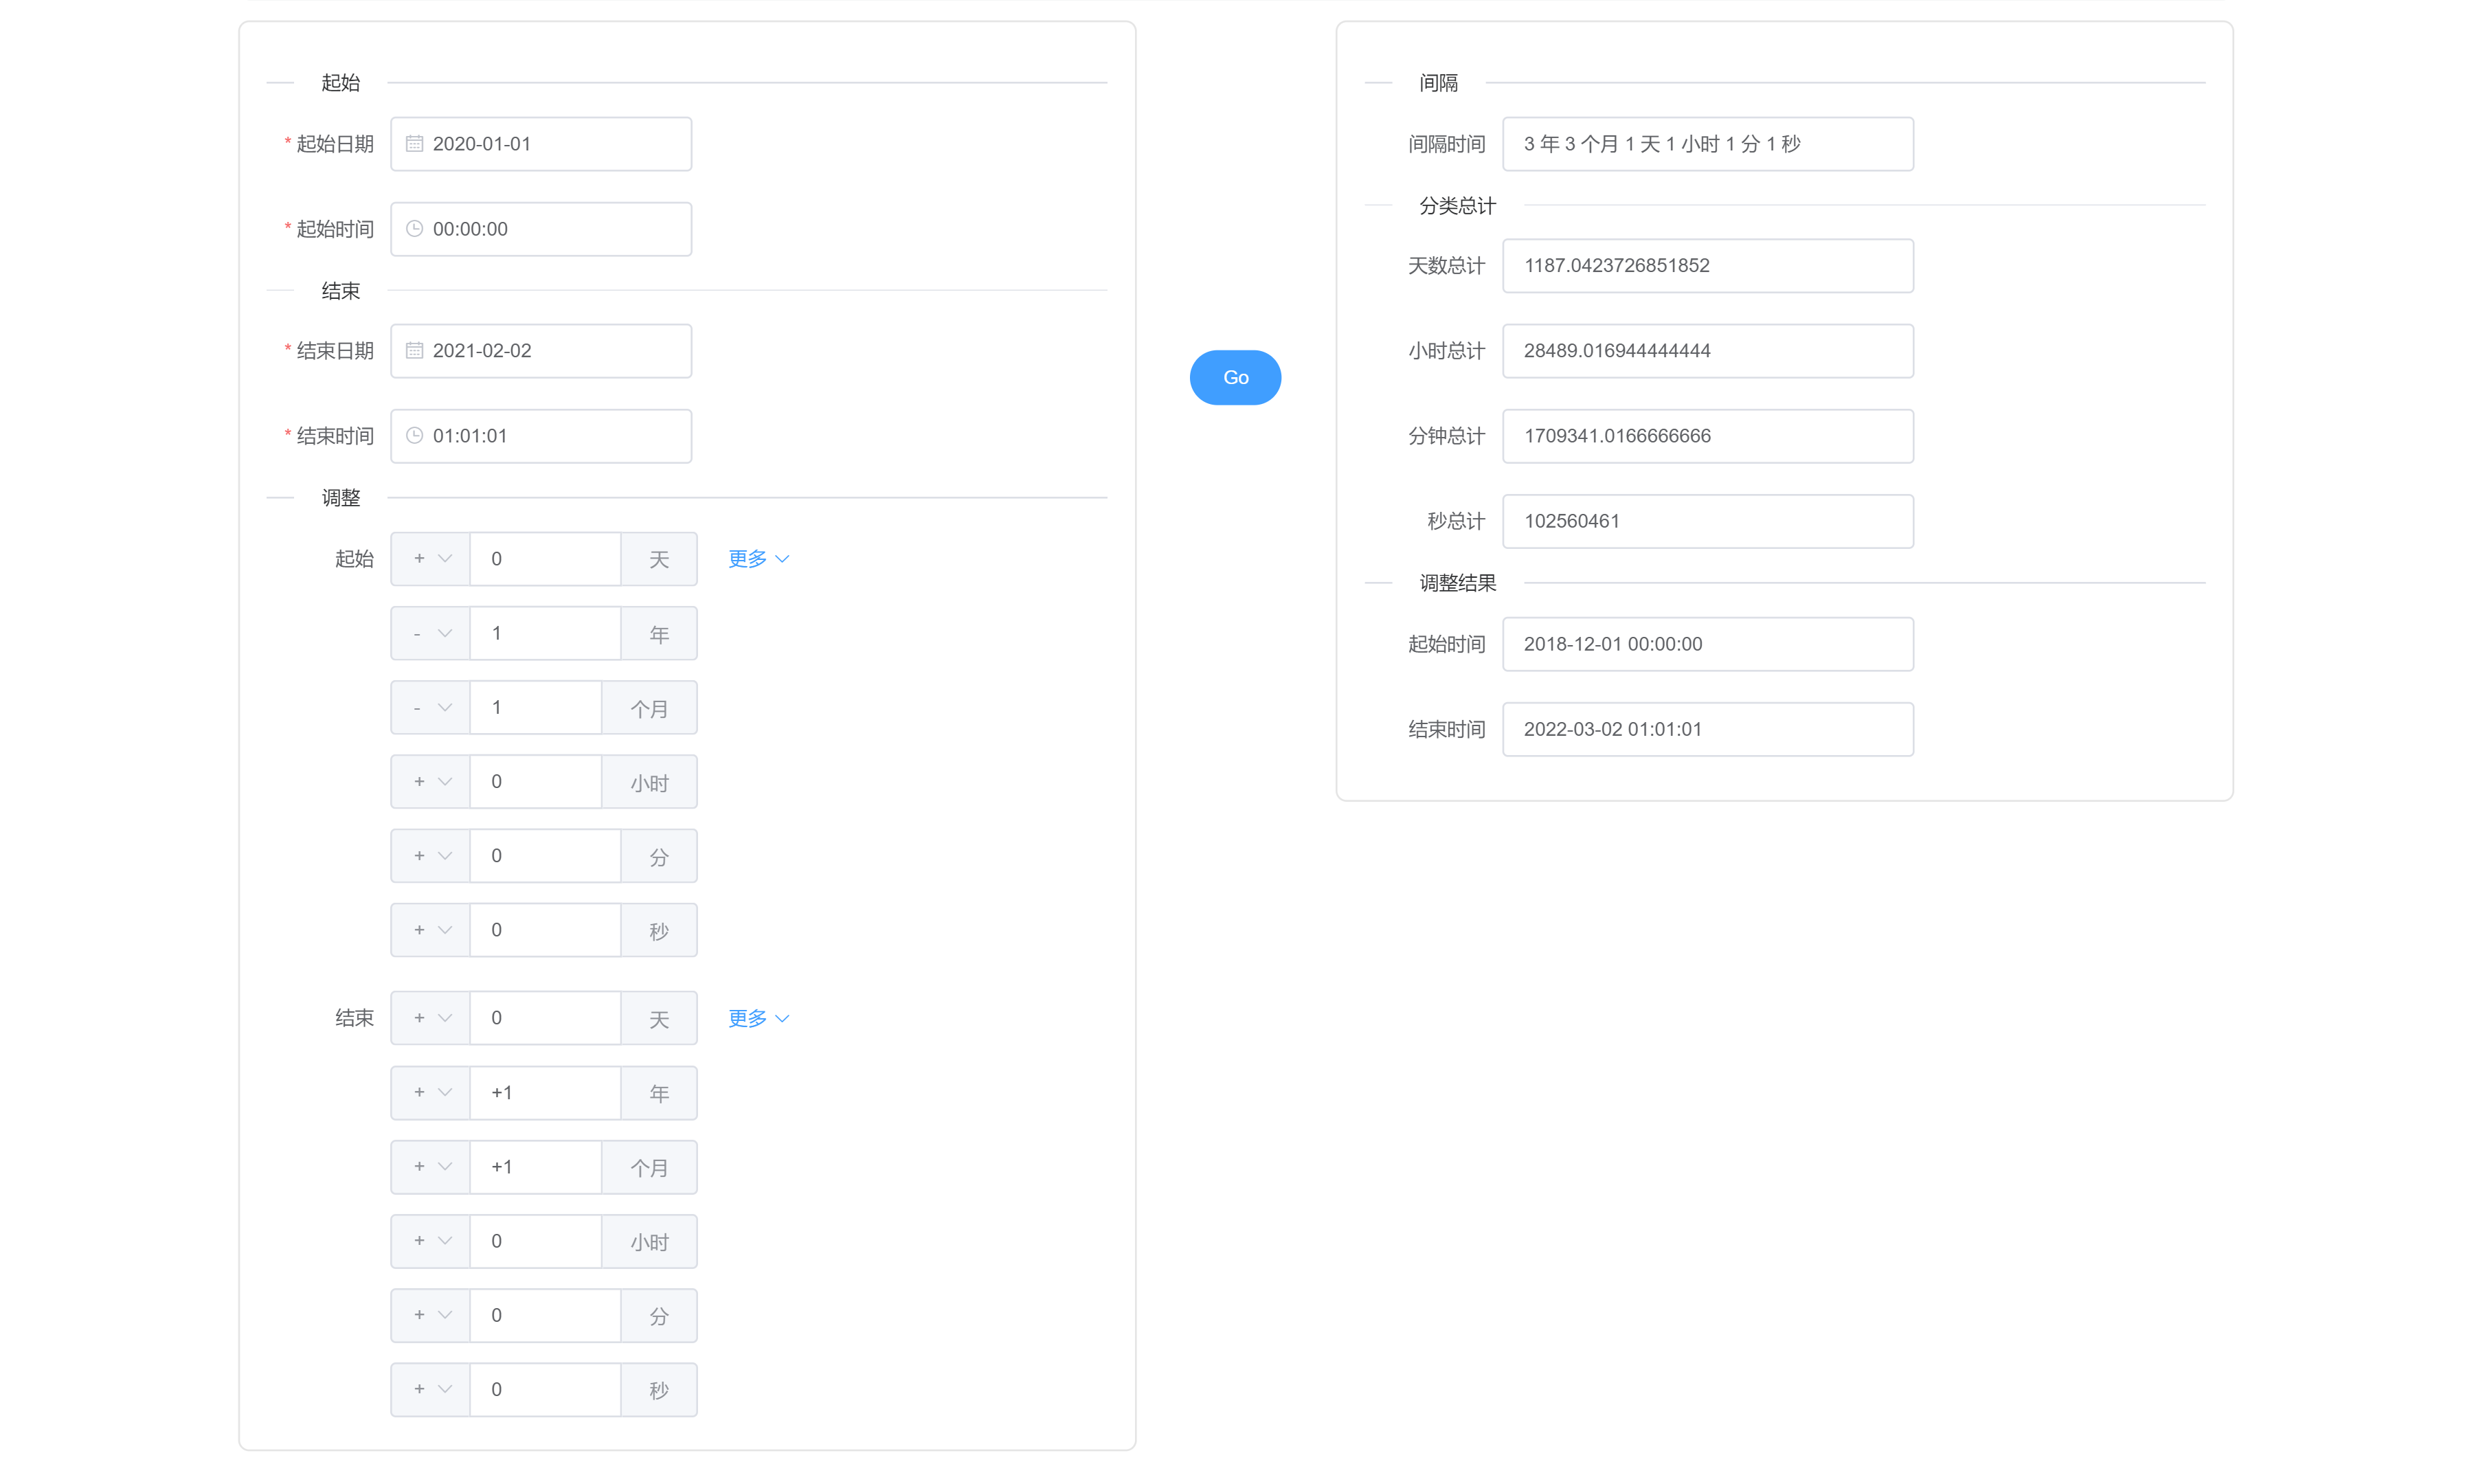 起始
* 起始日期 2020-01-01
* 起始时间 00:00:00
结束
* 结束日期 2021-02-02
* 结束时间 01:01:01
调整
起始 + 0 天 更多
- 1 年
- 1 个月
+ 0 小时
+ 0 分
+ 0 秒
结束 + 0 天 更多
+ +1 年
+ +1 个月
+ 0 小时
+ 0 分
+ 0 秒
Go
间隔
间隔时间 3 年 3 个月 1 天 1 小时 1 分 1 秒
分类总计
天数总计 1187.0423726851852
小时总计 28489.016944444444
分钟总计 1709341.0166666666
秒总计 102560461
调整结果
起始时间 2018-12-01 00:00:00
结束时间 2022-03-02 01:01:01